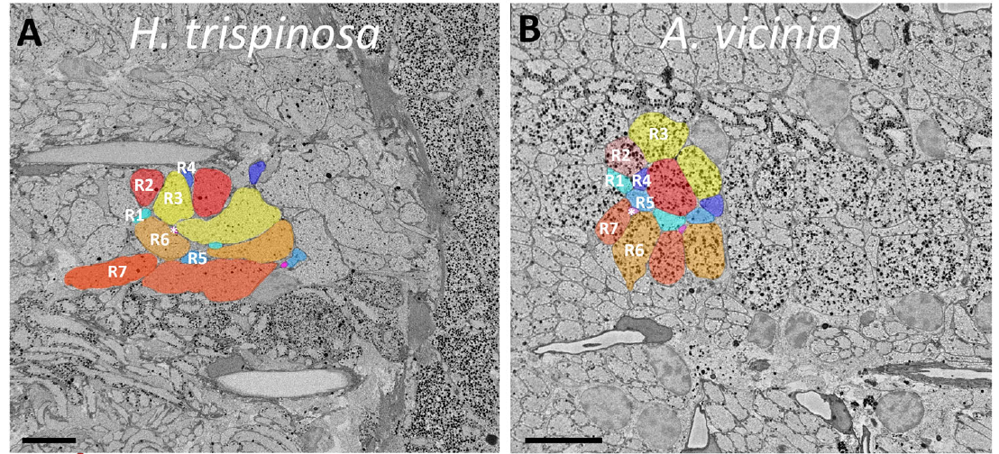 A H. trispinosa
R4
R2
R3
R1
*
R6
R5
R7
B A. vicinia
R3
R2
R1 R4
R5
*
R7
R6